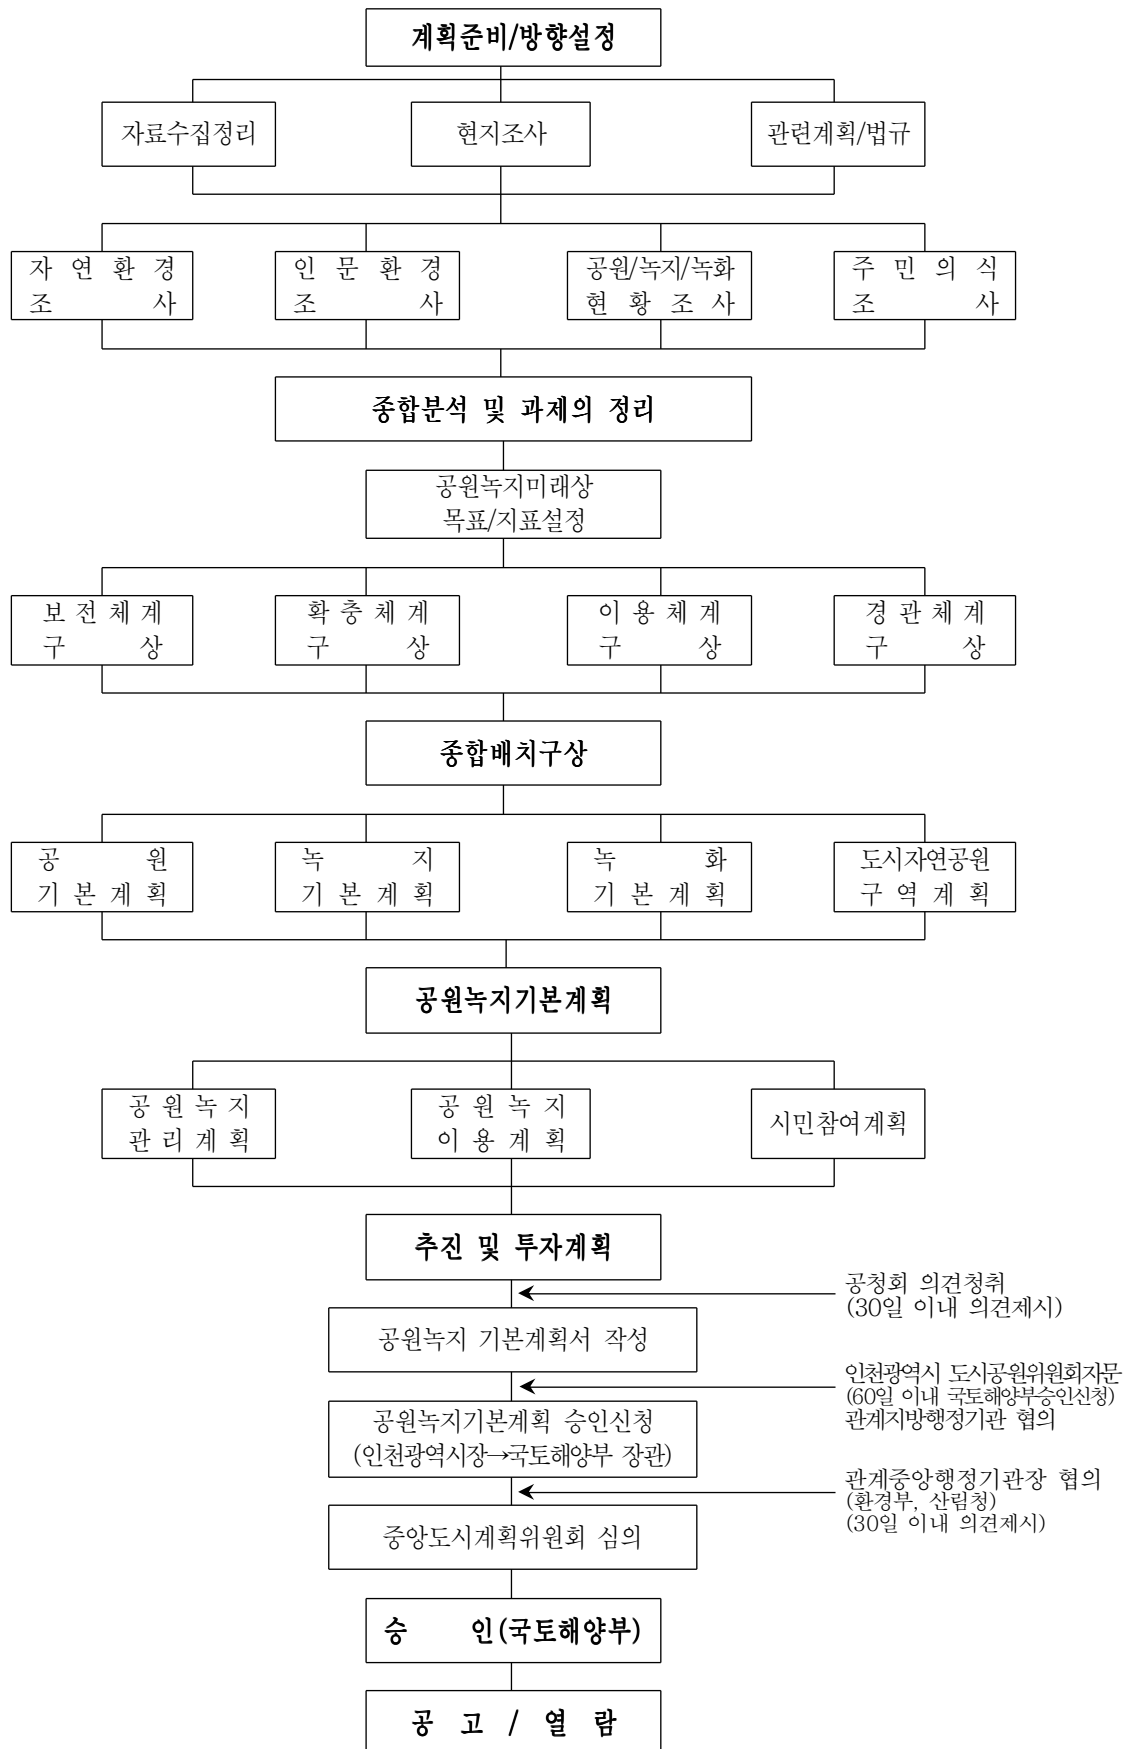 계획준비/방향설정
자료수집정리
현지조사
관련계획/법규
자 연 환 경
조 사
인 문 환 경
조 사
공원/녹지/녹화
현 황 조 사
주 민 의 식
조 사
종합분석 및 과제의 정리
공원녹지미래상
목표/지표설정
보 전 체 계
구 상
확 충 체 계
구 상
이 용 체 계
구 상
경 관 체 계
구 상
종합배치구상
공 원
기 본 계 획
녹 지
기 본 계 획
녹 화
기 본 계 획
도시자연공원
구 역 계 획
공원녹지기본계획
공 원 녹 지
관 리 계 획
공 원 녹 지
이 용 계 획
시민참여계획
추진 및 투자계획
공청회 의견청취
(30일 이내 의견제시)
공원녹지 기본계획서 작성
인천광역시 도시공원위원회자문
(60일 이내 국토해양부승인신청)
관계지방행정기관 협의
공원녹지기본계획 승인신청
(인천광역시장→국토해양부 장관)
관계중앙행정기관장 협의
(환경부, 산림청)
(30일 이내 의견제시)
중앙도시계획위원회 심의
승 인(국토해양부)
공 고 / 열 람